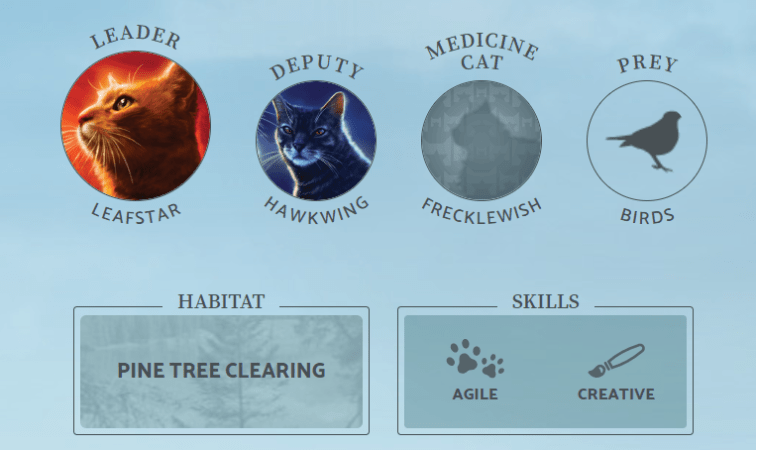 LEADER
LEAFSTAR
DEPUTY
HAWKWING
MEDICINE
CAT
FRECKLEWISH
PREY
BIRDS
HABITAT
PINE TREE CLEARING
SKILLS
AGILE
CREATIVE